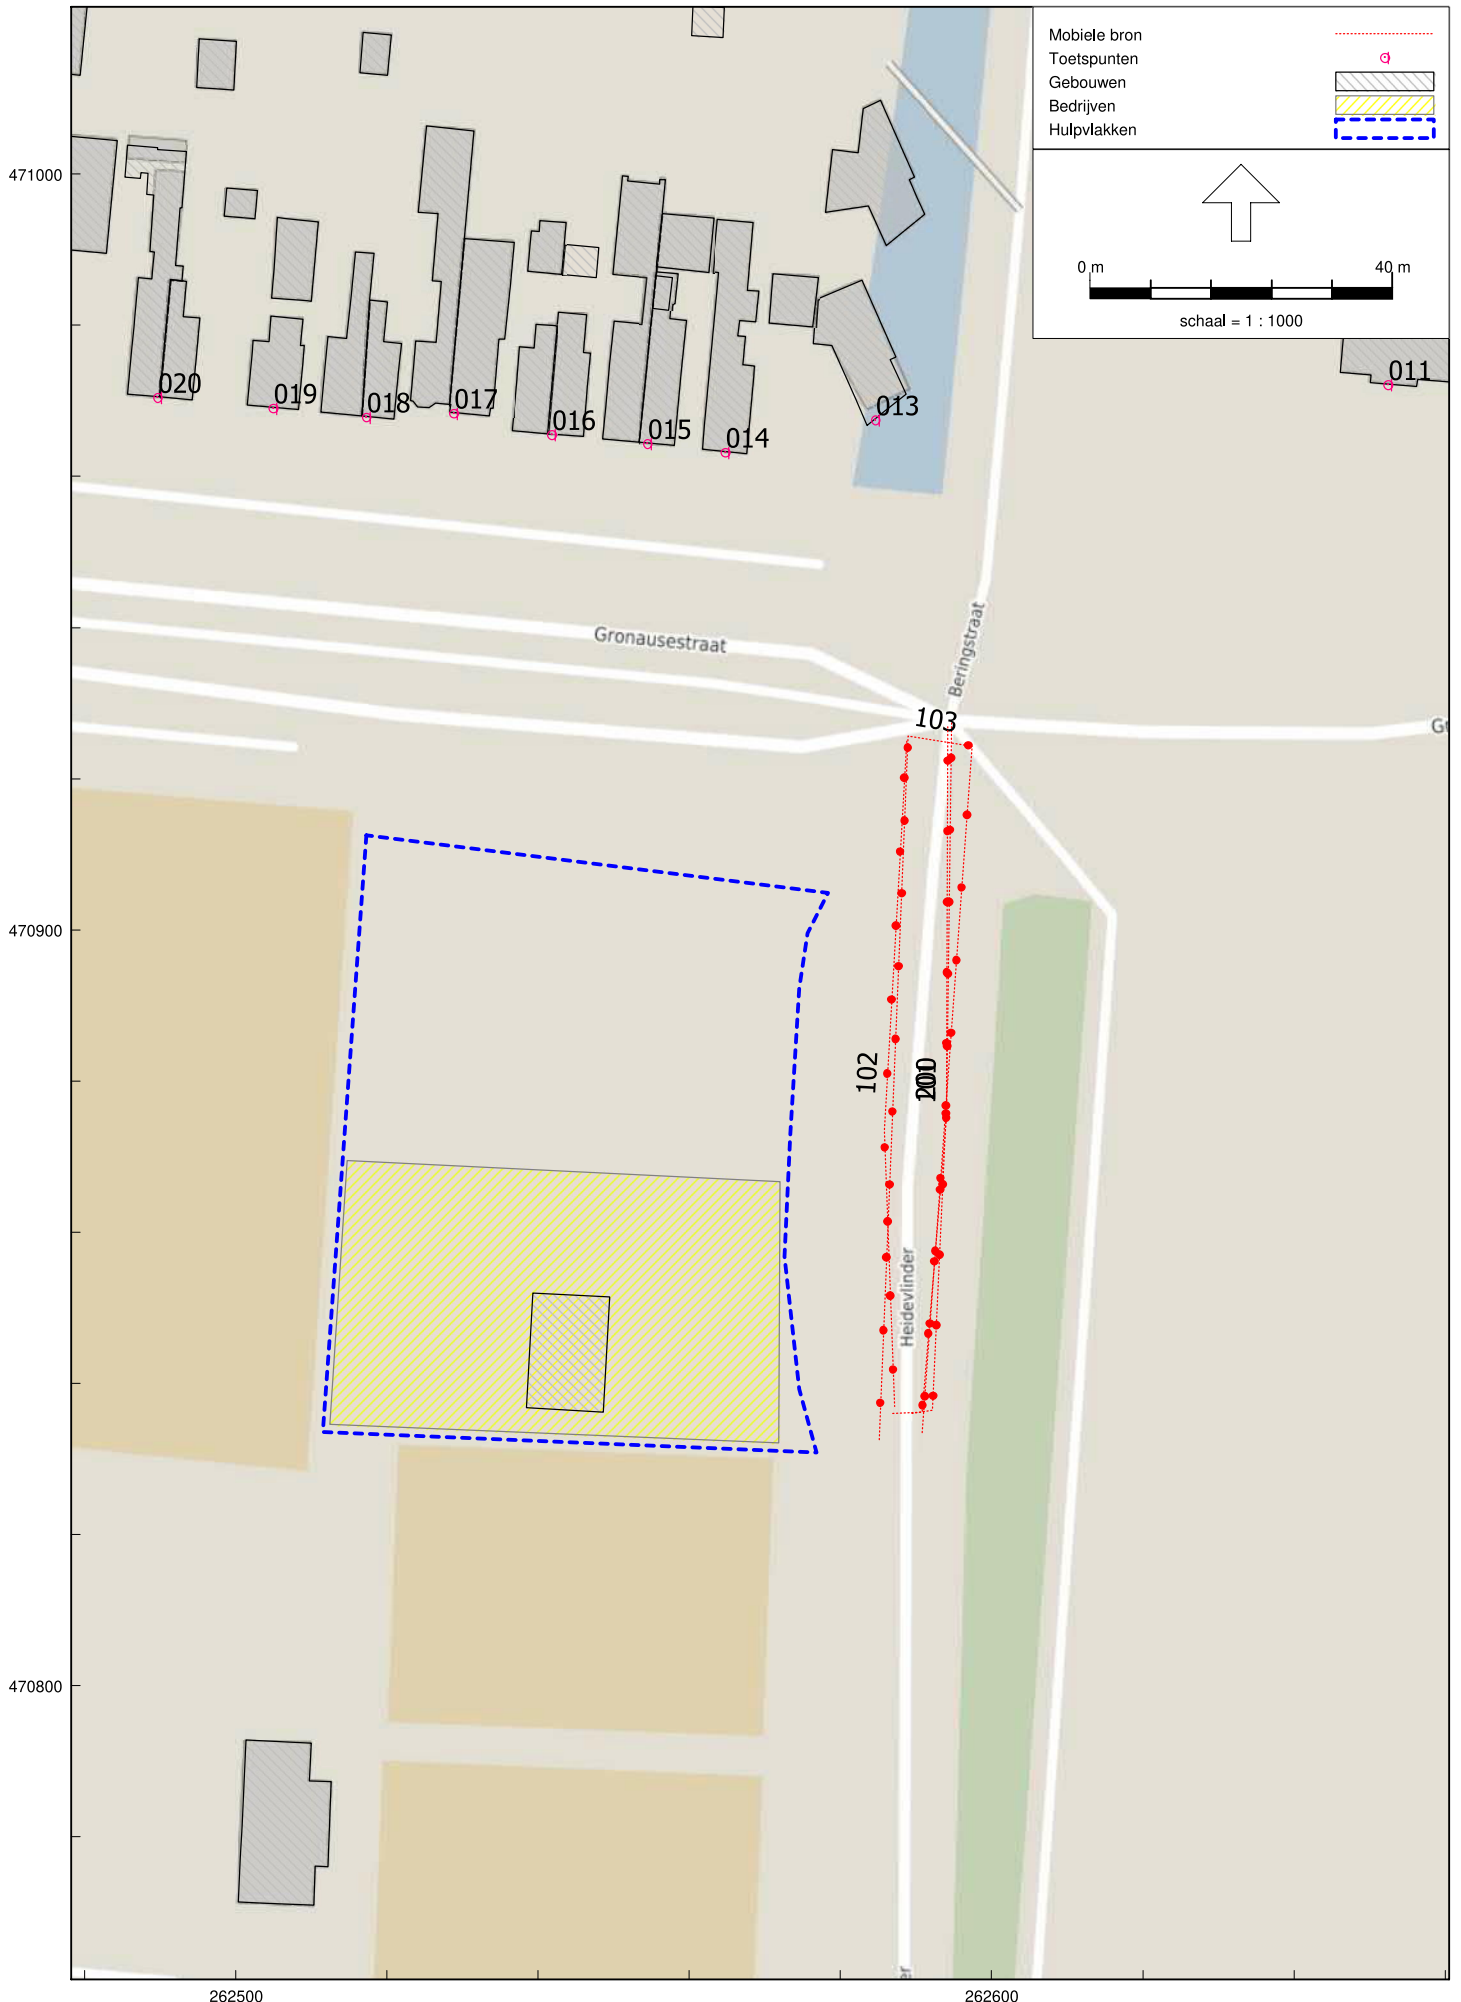 Mobiele bron
Toetspunten
Gebouwen
Bedrijven
Hulpvlakken
0 m
40 m
schaal = 1 : 1000
471000
020
019
018
017
016
015
014
013
011
Gronausestraat
Beringstraat
103
470900
102
Heidevlinder
470800
262500
262600